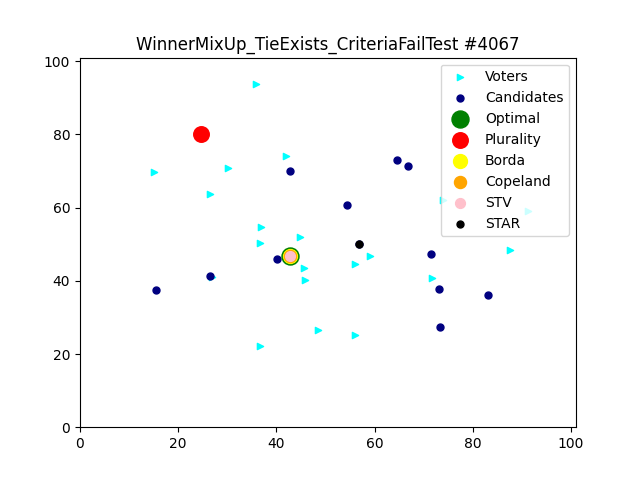 WinnerMixUp_TieExists_CriteriaFailTest #4067
100
80
60
40
20
0
0
20
40
60
80
100
Voters
Candidates
Optimal
Plurality
Borda
Copeland
STV
STAR